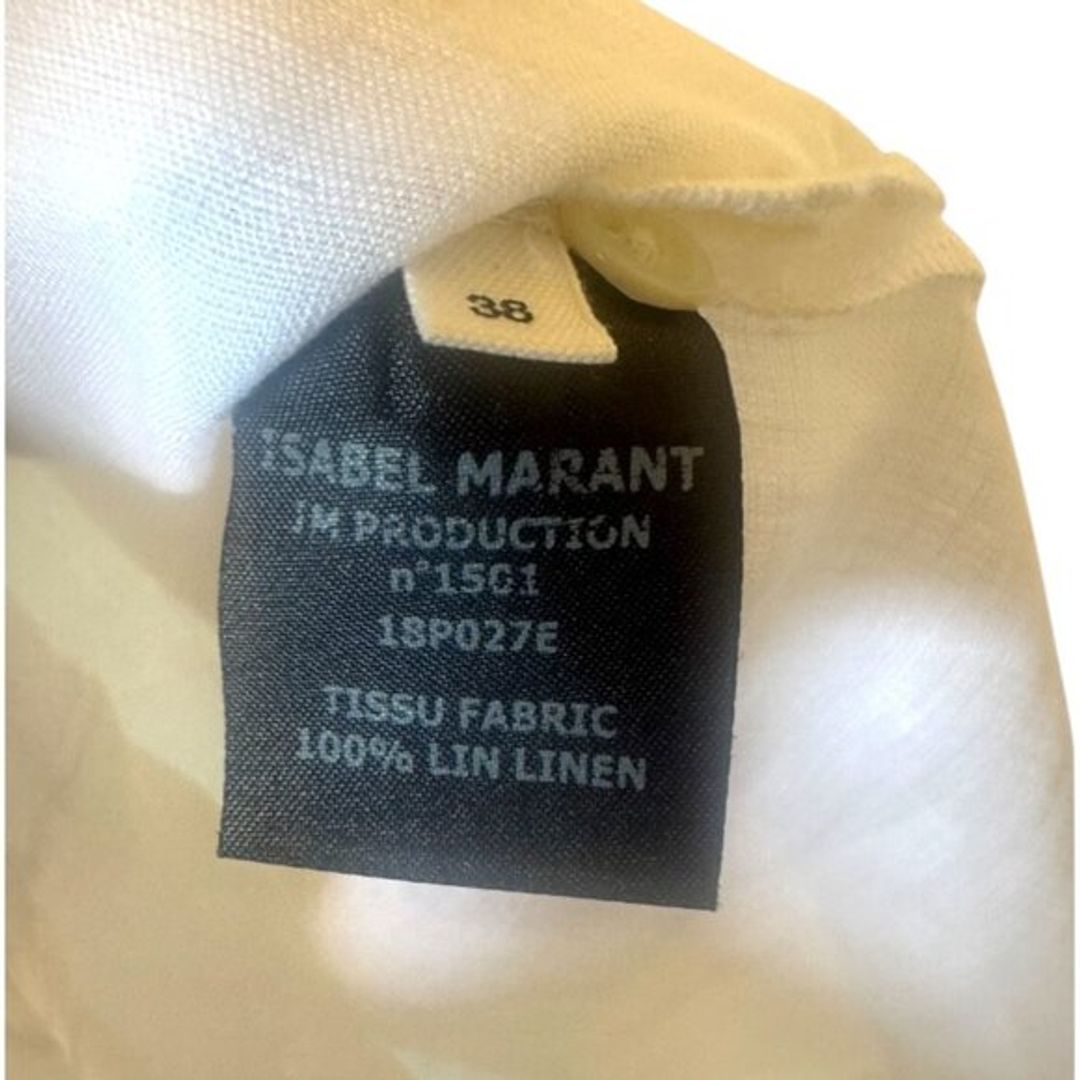 38
ISABEL MARANT
IM PRODUCTION
n°1501
18P027E
TISSU FABRIC
100% LIN LINEN